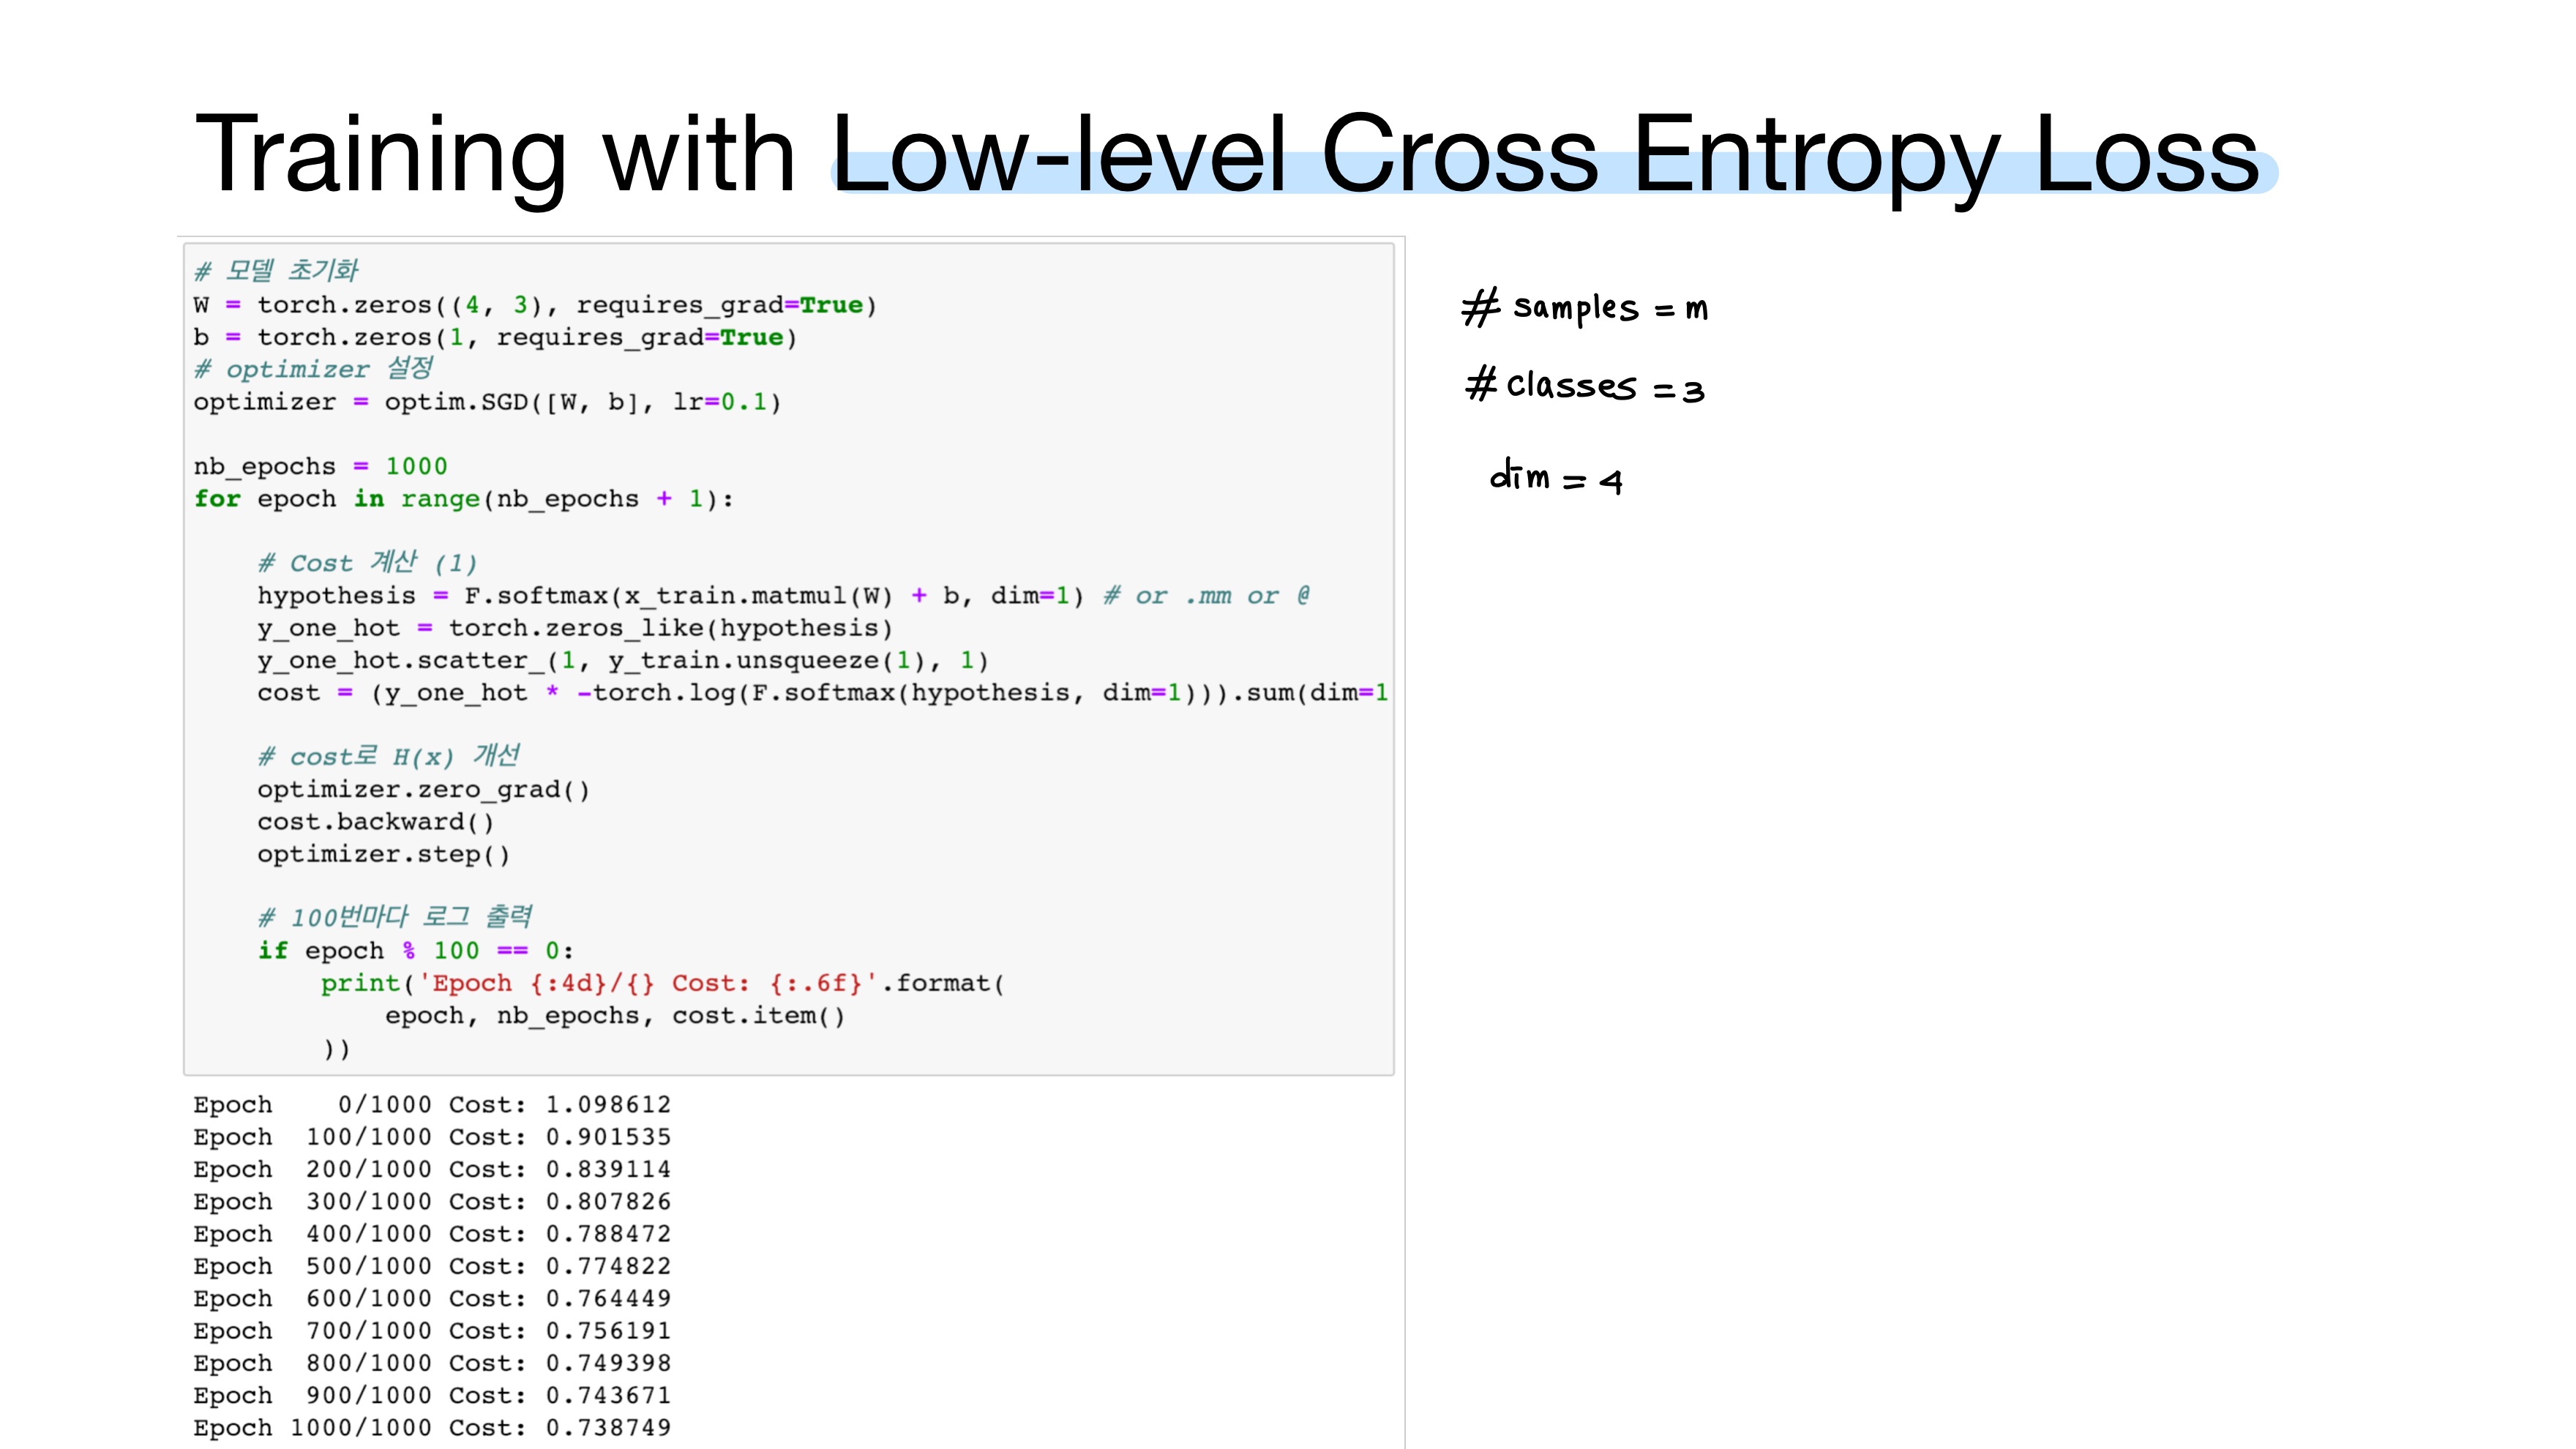 Training with Low-level Cross Entropy Loss
# 모델 초기화
W = torch.zeros((4, 3), requires_grad=True)
b = torch.zeros(1, requires_grad=True)
# optimizer 설정
optimizer = optim.SGD([W, b], lr=0.1)
nb_epochs = 1000
for epoch in range(nb_epochs + 1):
    # Cost 계산 (1)
    hypothesis = F.softmax(x_train.matmul(W) + b, dim=1) # or .mm or @
    y_one_hot = torch.zeros_like(hypothesis)
    y_one_hot.scatter_(1, y_train.unsqueeze(1), 1)
    cost = (y_one_hot * -torch.log(F.softmax(hypothesis, dim=1))).sum(dim=1
    # cost로 H(x) 개선
    optimizer.zero_grad()
    cost.backward()
    optimizer.step()
    # 100번마다 로그 출력
    if epoch % 100 == 0:
        print('Epoch {:4d}/{} Cost: {:.6f}'.format(
            epoch, nb_epochs, cost.item()
        ))
Epoch    0/1000 Cost: 1.098612
Epoch  100/1000 Cost: 0.901535
Epoch  200/1000 Cost: 0.839114
Epoch  300/1000 Cost: 0.807826
Epoch  400/1000 Cost: 0.788472
Epoch  500/1000 Cost: 0.774822
Epoch  600/1000 Cost: 0.764449
Epoch  700/1000 Cost: 0.756191
Epoch  800/1000 Cost: 0.749398
Epoch  900/1000 Cost: 0.743671
Epoch 1000/1000 Cost: 0.738749
# samples = m
# classes = 3
dim = 4